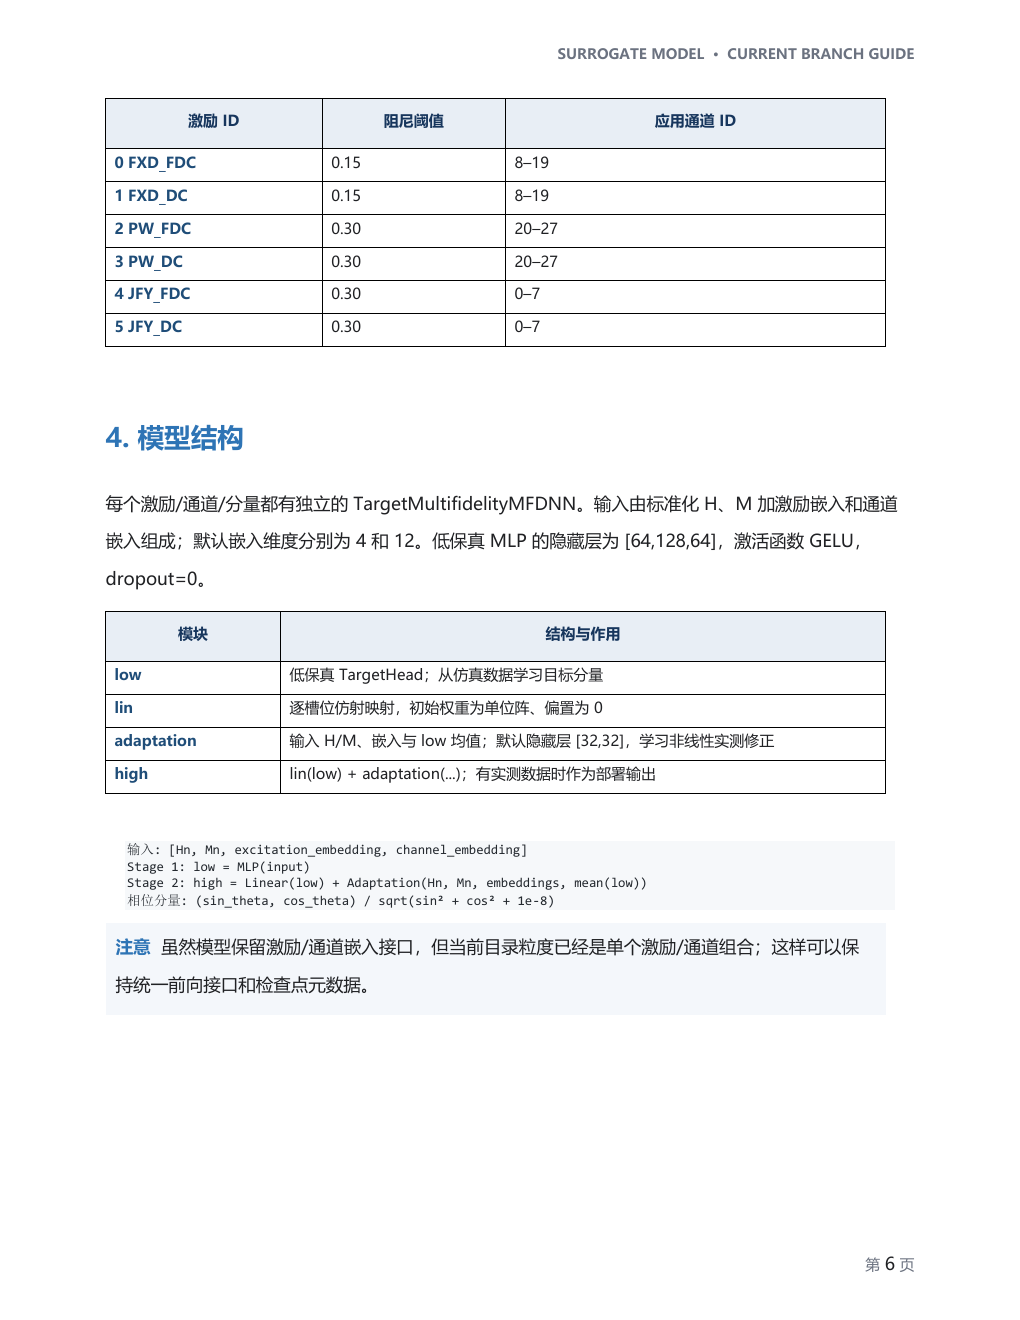 SURROGATE MODEL • CURRENT BRANCH GUIDE
激励 ID 阻尼阈值 应用通道 ID
0 FXD_FDC 0.15 8–19
1 FXD_DC 0.15 8–19
2 PW_FDC 0.30 20–27
3 PW_DC 0.30 20–27
4 JFY_FDC 0.30 0–7
5 JFY_DC 0.30 0–7
4. 模型结构
每个激励/通道/分量都有独立的 TargetMultifidelityMFDNN。输入由标准化 H、M 加激励嵌入和通道
嵌入组成；默认嵌入维度分别为 4 和 12。低保真 MLP 的隐藏层为 [64,128,64]，激活函数 GELU，
dropout=0。
模块 结构与作用
low 低保真 TargetHead；从仿真数据学习目标分量
lin 逐槽位仿射映射，初始权重为单位阵、偏置为 0
adaptation 输入 H/M、嵌入与 low 均值；默认隐藏层 [32,32]，学习非线性实测修正
high lin(low) + adaptation(...)；有实测数据时作为部署输出
输入: [Hn, Mn, excitation_embedding, channel_embedding]
Stage 1: low = MLP(input)
Stage 2: high = Linear(low) + Adaptation(Hn, Mn, embeddings, mean(low))
相位分量: (sin_theta, cos_theta) / sqrt(sin² + cos² + 1e-8)
注意 虽然模型保留激励/通道嵌入接口，但当前目录粒度已经是单个激励/通道组合；这样可以保
持统一前向接口和检查点元数据。
第 6 页